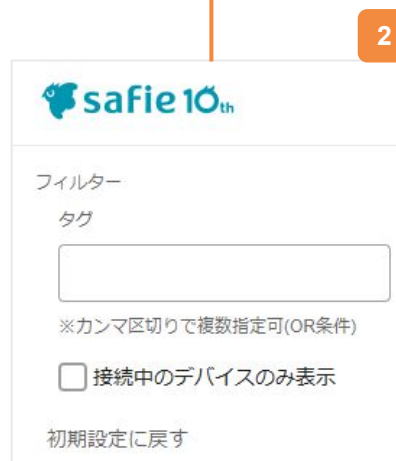 2
safie 10th
フィルター
タグ
※カンマ区切りで複数指定可(OR条件)
接続中のデバイスのみ表示
初期設定に戻す